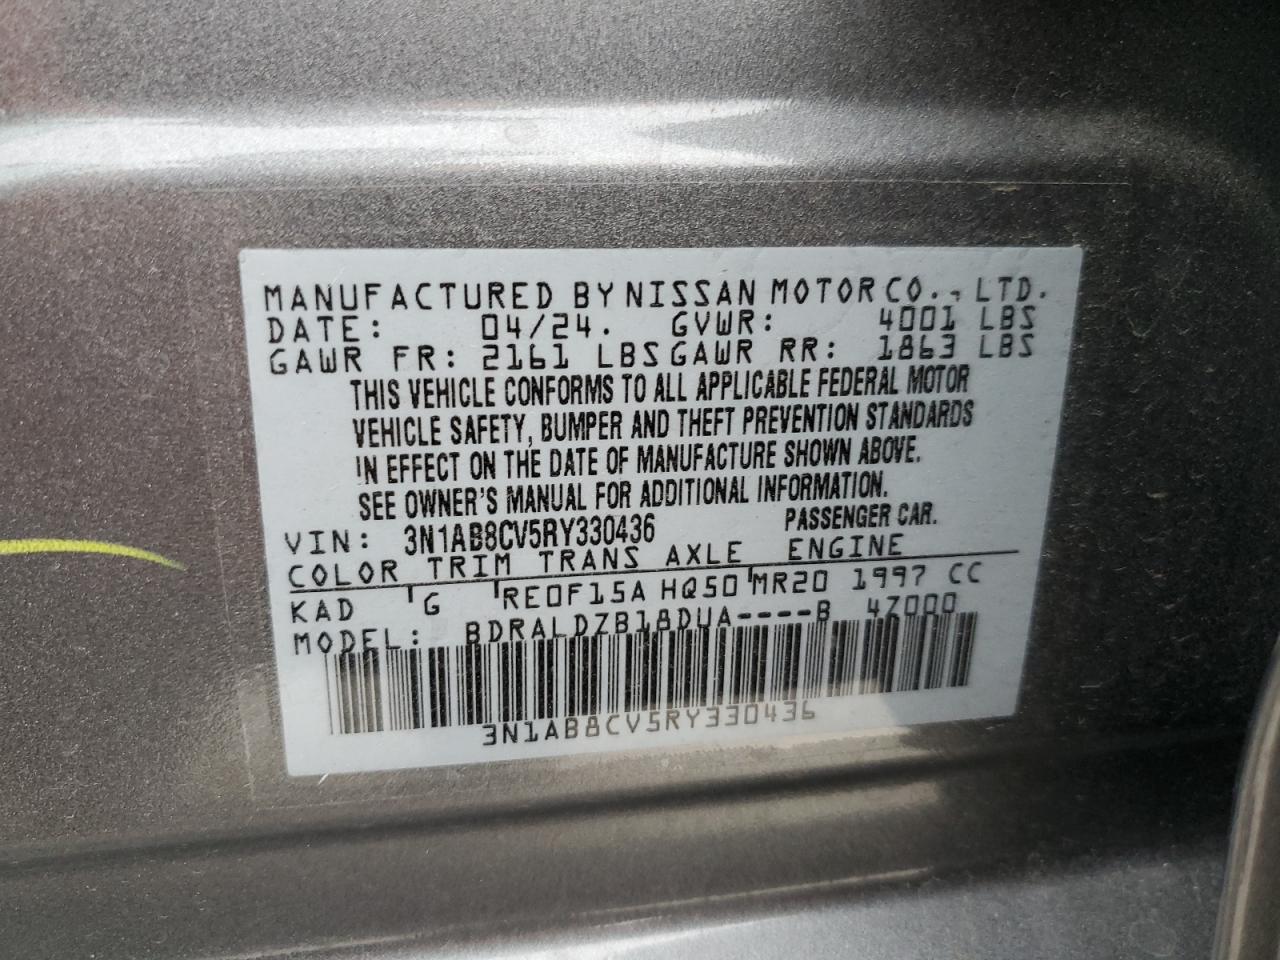 MANUFACTURED BY NISSAN MOTOR CO., LTD.
DATE: 04/24. GVWR: 4001 LBS
GAWR FR: 2161 LBS GAWR RR: 1863 LBS
THIS VEHICLE CONFORMS TO ALL APPLICABLE FEDERAL MOTOR
VEHICLE SAFETY, BUMPER AND THEFT PREVENTION STANDARDS
IN EFFECT ON THE DATE OF MANUFACTURE SHOWN ABOVE.
SEE OWNER'S MANUAL FOR ADDITIONAL INFORMATION.
VIN: 3N1AB8CV5RY330436 PASSENGER CAR.
COLOR TRIM TRANS AXLE ENGINE
KAD G RE0F15A HQ50 MR20 1997 CC
MODEL: BDRALDZB18DUA----B 4Z000
3N1AB8CV5RY330436